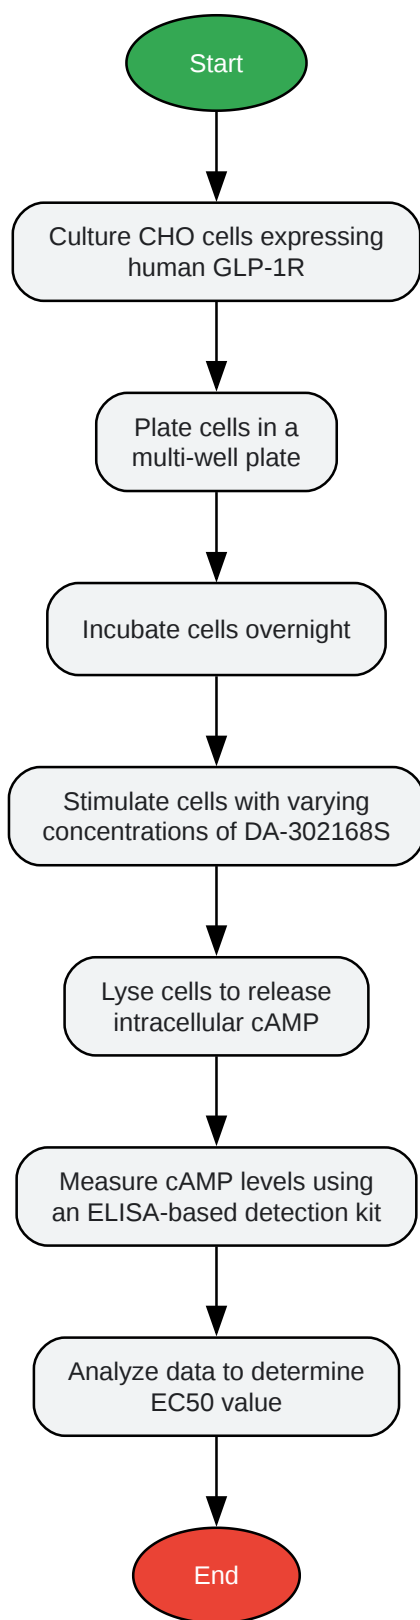 Start
Culture CHO cells expressing
human GLP-1R
Plate cells in a
multi-well plate
Incubate cells overnight
Stimulate cells with varying
concentrations of DA-302168S
Lyse cells to release
intracellular cAMP
Measure cAMP levels using
an ELISA-based detection kit
Analyze data to determine
EC50 value
End